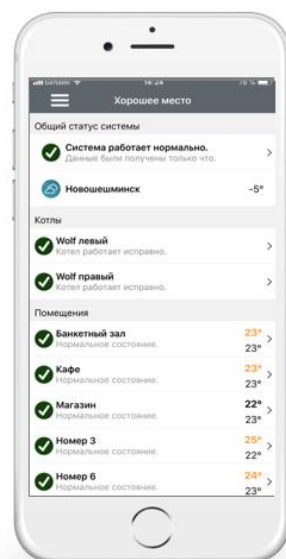 Билайн 16:24 78 %
Хорошее место
Общий статус системы
Система работает нормально.
Данные были получены только что.
Новошешминск -5°
Котлы
Wolf левый
Котел работает исправно.
Wolf правый
Котел работает исправно.
Помещения
Банкетный зал 23°
Нормальное состояние. 23°
Кафе 23°
Нормальное состояние. 23°
Магазин 22°
Нормальное состояние. 23°
Номер 3 25°
Нормальное состояние. 22°
Номер 6 24°
Нормальное состояние. 23°